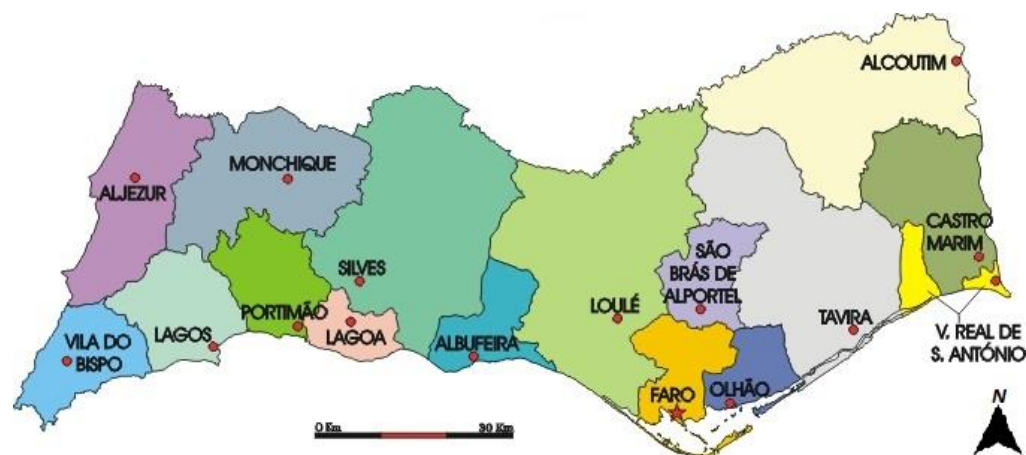 ALCOUTIM
MONCHIQUE
ALJEZUR
CASTRO
MARIM
SÃO
BRÁS DE
ALPORTEL
SILVES
LOULÉ
PORTIMÃO
TAVIRA
LAGOS
LAGOA
V. REAL DE
S. ANTÓNIO
VILA DO
BISPO
ALBUFEIRA
FARO
OLHÃO
N
0 Km
30 Km